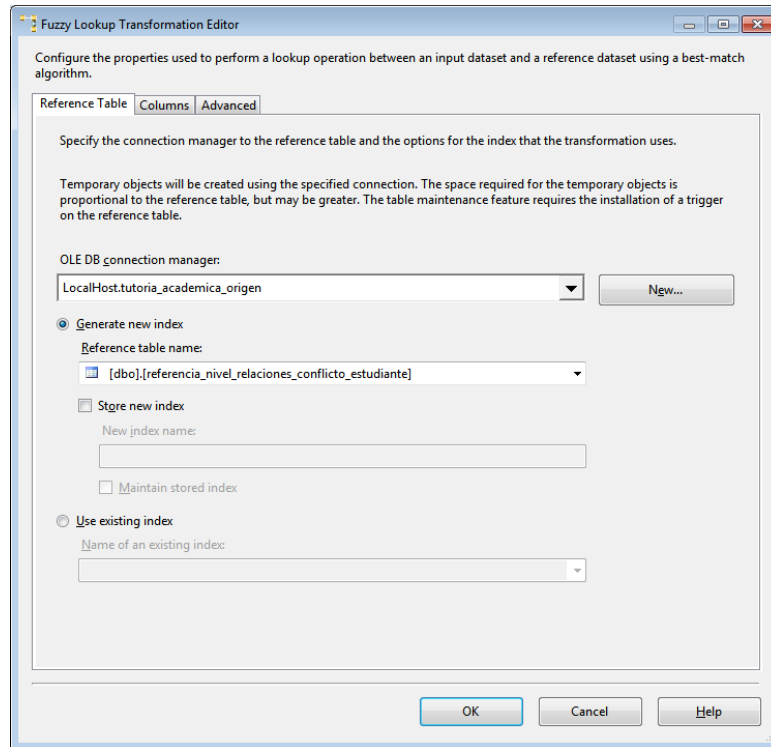 Fuzzy Lookup Transformation Editor
Configure the properties used to perform a lookup operation between an input dataset and a reference dataset using a best-match
algorithm.
Reference Table Columns Advanced
Specify the connection manager to the reference table and the options for the index that the transformation uses.
Temporary objects will be created using the specified connection. The space required for the temporary objects is
proportional to the reference table, but may be greater. The table maintenance feature requires the installation of a trigger
on the reference table.
OLE DB connection manager:
LocalHost.tutoria_academica_origen New...
Generate new index
Reference table name:
[dbo].[referencia_nivel_relaciones_conflicto_estudiante]
Store new index
New index name:
Maintain stored index
Use existing index
Name of an existing index:
OK Cancel Help